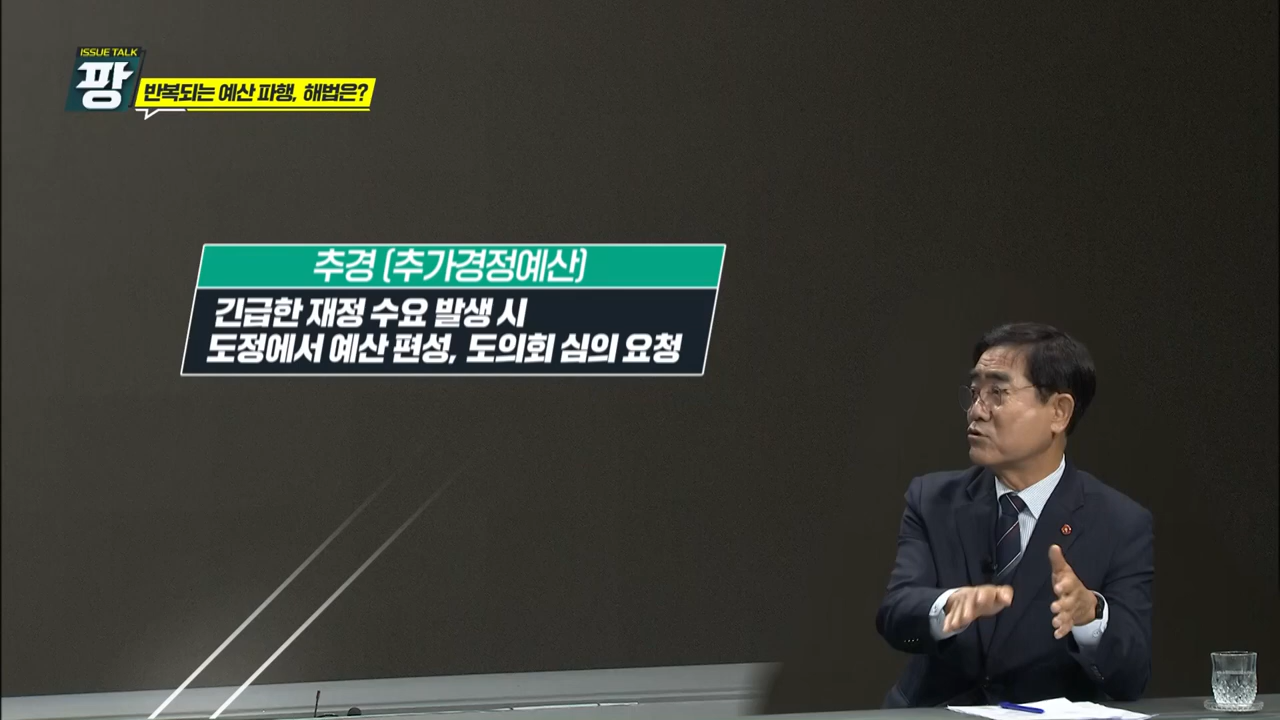 ISSUE TALK
팡
반복되는 예산 파행, 해법은?
추경 (추가경정예산)
긴급한 재정 수요 발생 시
도정에서 예산 편성, 도의회 심의 요청